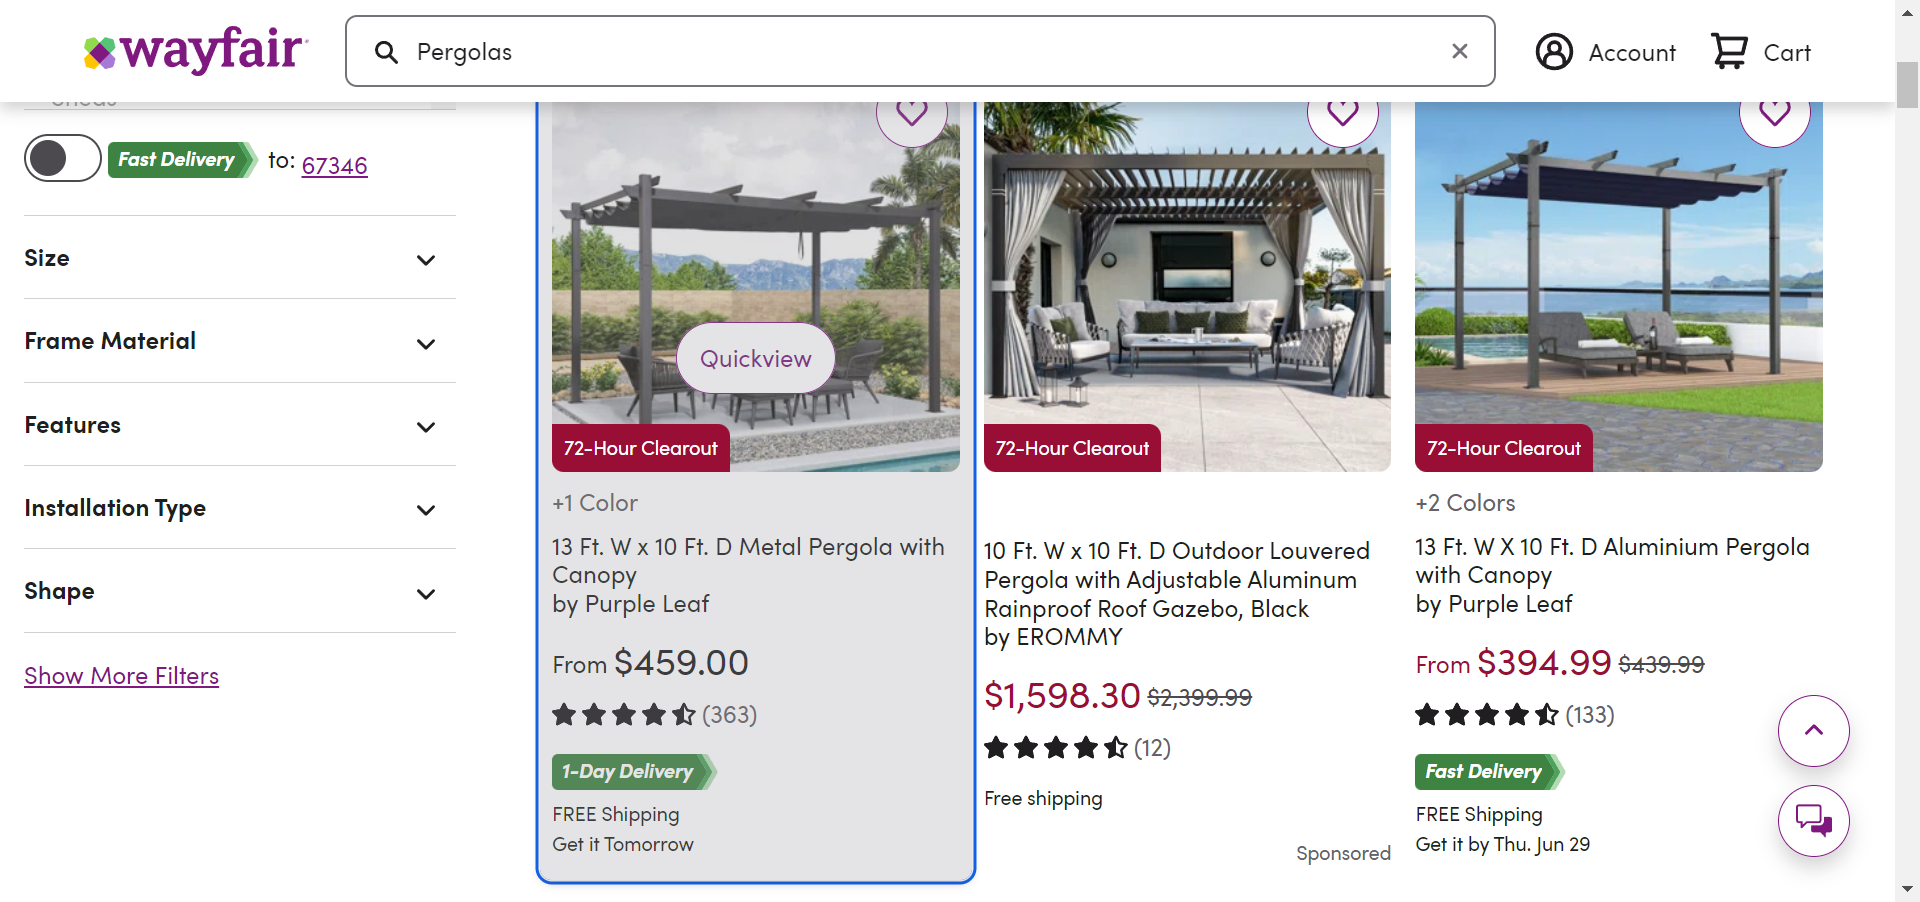 wayfair
Pergolas
Account
Cart
Sheds
Fast Delivery to: 67346
Size
Frame Material
Features
Installation Type
Shape
Show More Filters
Quickview
72-Hour Clearout
+1 Color
13 Ft. W x 10 Ft. D Metal Pergola with
Canopy
by Purple Leaf
From $459.00
(363)
1-Day Delivery
FREE Shipping
Get it Tomorrow
72-Hour Clearout
10 Ft. W x 10 Ft. D Outdoor Louvered
Pergola with Adjustable Aluminum
Rainproof Roof Gazebo, Black
by EROMMY
$1,598.30 $2,399.99
(12)
Free shipping
Sponsored
72-Hour Clearout
+2 Colors
13 Ft. W X 10 Ft. D Aluminium Pergola
with Canopy
by Purple Leaf
From $394.99 $439.99
(133)
Fast Delivery
FREE Shipping
Get it by Thu. Jun 29